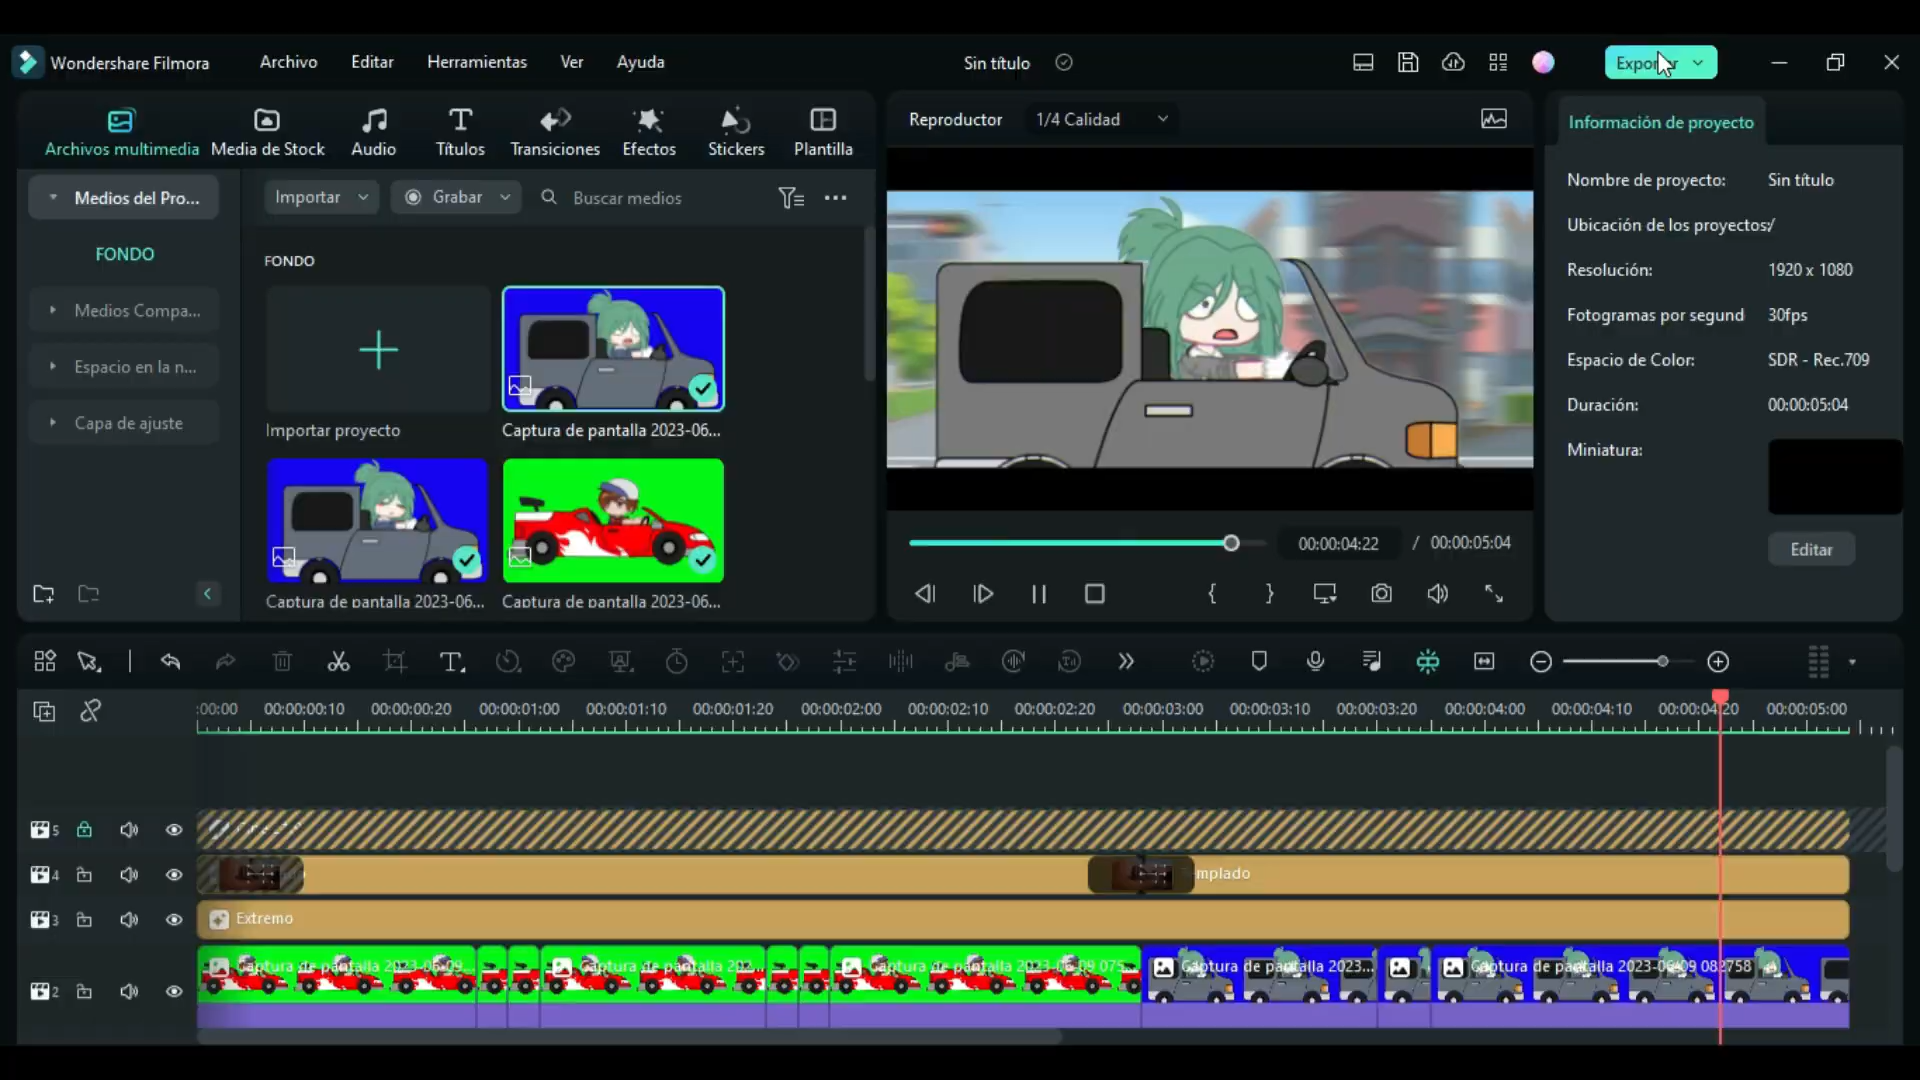 Wondershare Filmora
Archivo
Editar
Herramientas
Ver
Ayuda
Sin título
Archivos multimedia
Media de Stock
Audio
Títulos
Transiciones
Efectos
Stickers
Plantilla
Reproductor
1/4 Calidad
Información de proyecto
Medios del Pro...
Importar
Grabar
Buscar medios
Nombre de proyecto: Sin título
Ubicación de los proyectos:/
FONDO
FONDO
Resolución: 1920 x 1080
Medios Compa...
Fotogramas por segund 30fps
Espacio en la n...
Espacio de Color: SDR - Rec.709
Capa de ajuste
Duración: 00:00:05:04
Importar proyecto
Captura de pantalla 2023-06...
Miniatura:
00:00:04:22 / 00:00:05:04
Editar
Captura de pantalla 2023-06...
Captura de pantalla 2023-06...
:00:00 00:00:00:10 00:00:00:20 00:00:01:00 00:00:01:10 00:00:01:20 00:00:02:00 00:00:02:10 00:00:02:20 00:00:03:00 00:00:03:10 00:00:03:20 00:00:04:00 00:00:04:10 00:00:04:20 00:00:05:00
5
4
mplado
3
Extremo
Captura de pantalla 2023-06-09...
Captura de pantalla 202...
Captura de pantalla 2023-06-09 075...
Captura de pantalla 2023...
Captura de pantalla 2023-06-09 082758
2